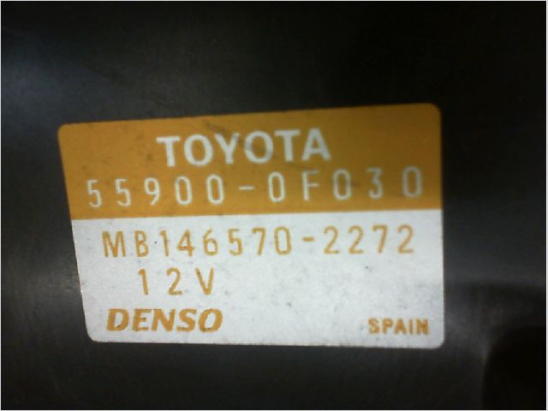 TOYOTA
55900-0F030
MB146570-2272
12V
DENSO SPAIN